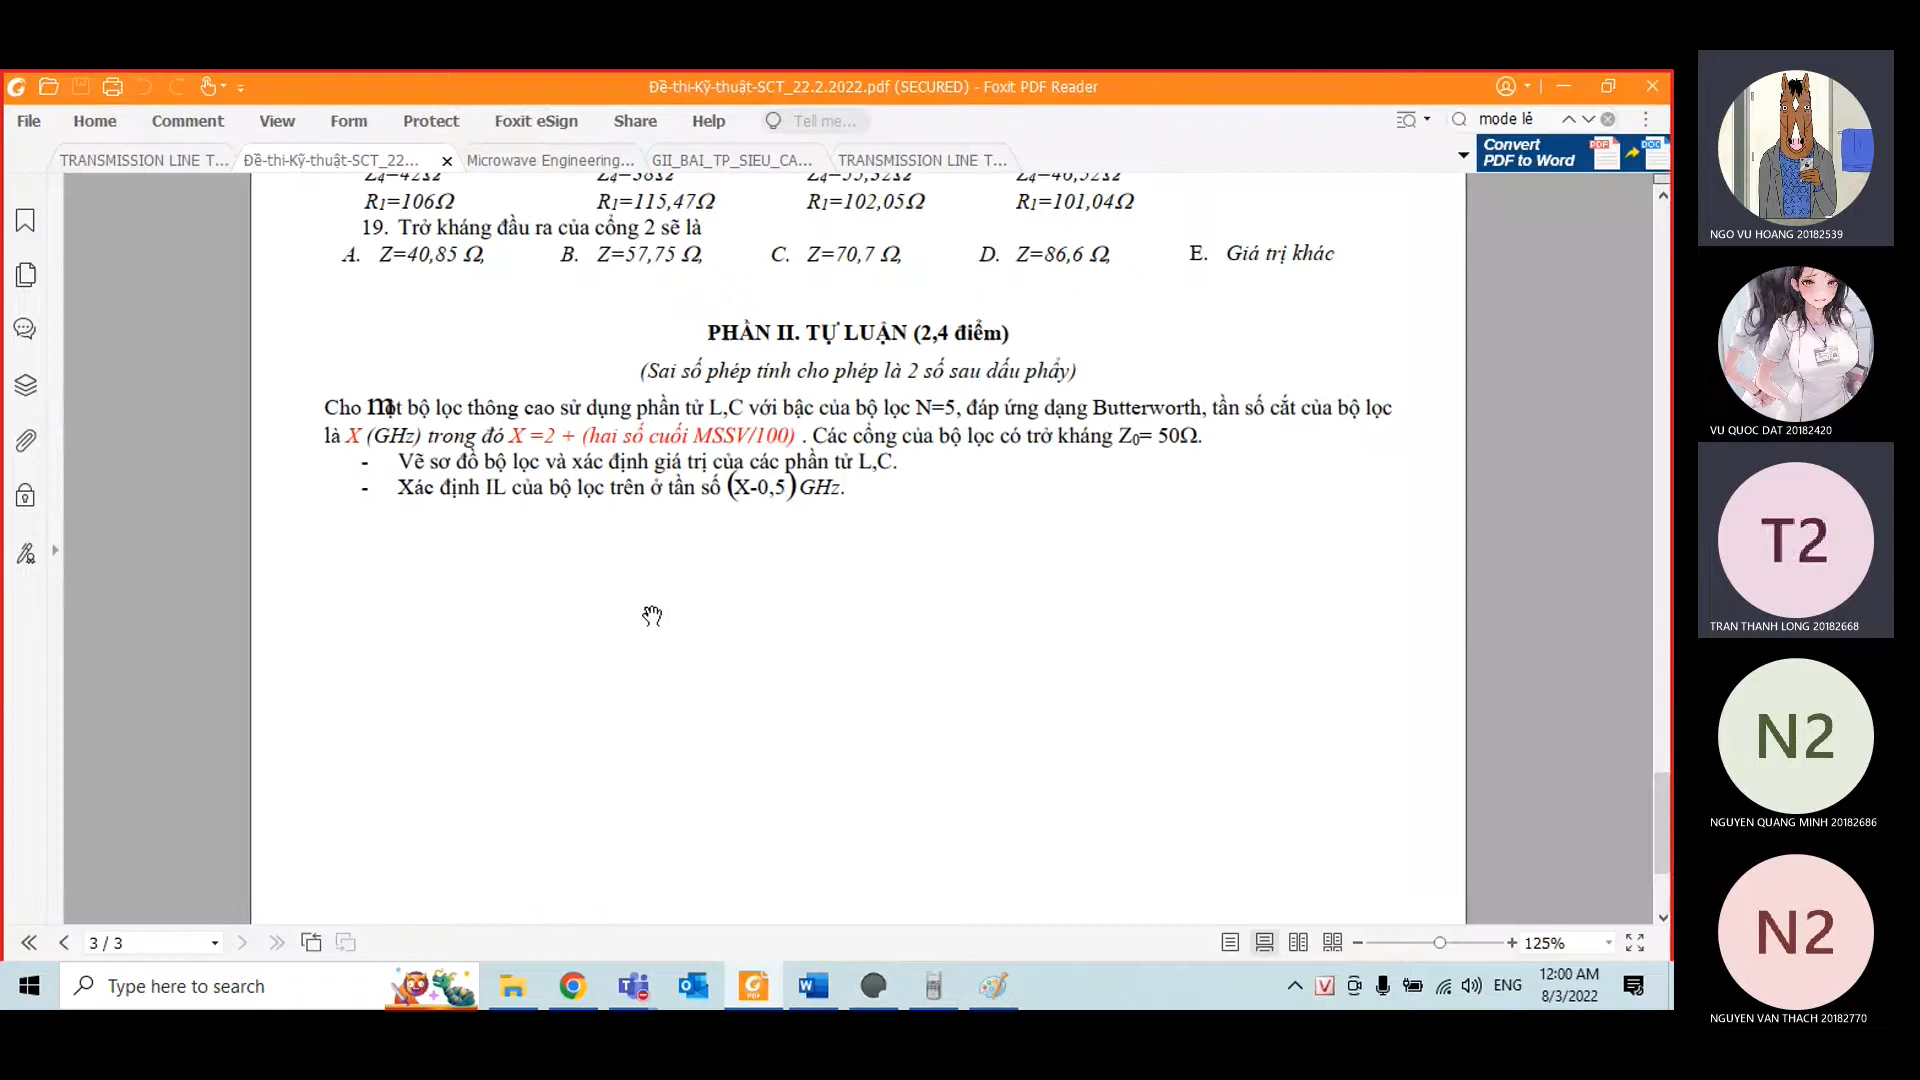 Đề-thi-Kỹ-thuật-SCT_22.2.2022.pdf (SECURED) - Foxit PDF Reader
File Home Comment View Form Protect Foxit eSign Share Help Tell me... mode lẻ
TRANSMISSION LINE T... Đề-thi-Kỹ-thuật-SCT_22... Microwave Engineering... GII_BAI_TP_SIEU_CA... TRANSMISSION LINE T...
Convert PDF to Word
PDF DOC
R1=106Ω R1=115,47Ω R1=102,05Ω R1=101,04Ω
19. Trở kháng đầu ra của cổng 2 sẽ là
A. Z=40,85 Ω, B. Z=57,75 Ω, C. Z=70,7 Ω, D. Z=86,6 Ω, E. Giá trị khác
PHẦN II. TỰ LUẬN (2,4 điểm)
(Sai số phép tính cho phép là 2 số sau dấu phẩy)
Cho một bộ lọc thông cao sử dụng phần tử L,C với bậc của bộ lọc N=5, đáp ứng dạng Butterworth, tần số cắt của bộ lọc
là X (GHz) trong đó X =2 + (hai số cuối MSSV/100) . Các cổng của bộ lọc có trở kháng Z0= 50Ω.
- Vẽ sơ đồ bộ lọc và xác định giá trị của các phần tử L,C.
- Xác định IL của bộ lọc trên ở tần số (X-0,5) GHz.
3 / 3 125%
Type here to search
ENG
12:00 AM
8/3/2022
NGO VU HOANG 20182539
VU QUOC DAT 20182420
T2
TRAN THANH LONG 20182668
N2
NGUYEN QUANG MINH 20182686
N2
NGUYEN VAN THACH 20182770